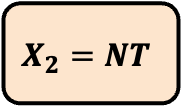 X₂ = NT